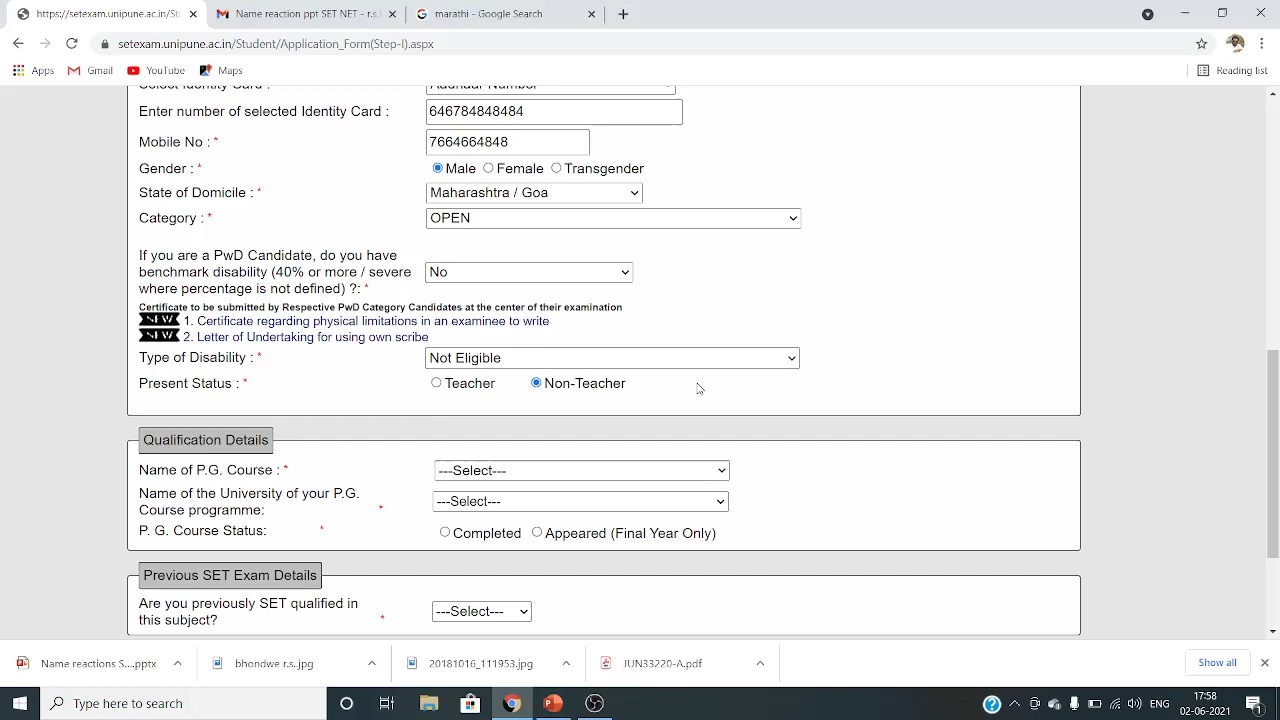 https://setexam.unipune.ac.in/St
Name reaction ppt SET NET - r.s.l
marathi - Google Search
setexam.unipune.ac.in/Student/Application_Form(Step-I).aspx
Apps
Gmail
YouTube
Maps
Reading list
Select Identity Card :
Aadhaar Number
Enter number of selected Identity Card :
646784848484
Mobile No : *
7664664848
Gender : *
Male
Female
Transgender
State of Domicile : *
Maharashtra / Goa
Category : *
OPEN
If you are a PwD Candidate, do you have
benchmark disability (40% or more / severe
where percentage is not defined) ?: *
No
Certificate to be submitted by Respective PwD Category Candidates at the center of their examination
NEW 1. Certificate regarding physical limitations in an examinee to write
NEW 2. Letter of Undertaking for using own scribe
Type of Disability : *
Not Eligible
Present Status : *
Teacher
Non-Teacher
Qualification Details
Name of P.G. Course : *
---Select---
Name of the University of your P.G.
Course programme: *
---Select---
P. G. Course Status: *
Completed
Appeared (Final Year Only)
Previous SET Exam Details
Are you previously SET qualified in
this subject? *
---Select---
Name reactions S....pptx
bhondwe r.s.jpg
20181016_111953.jpg
JUN33220-A.pdf
Show all
Type here to search
ENG
17:58
02-06-2021
1